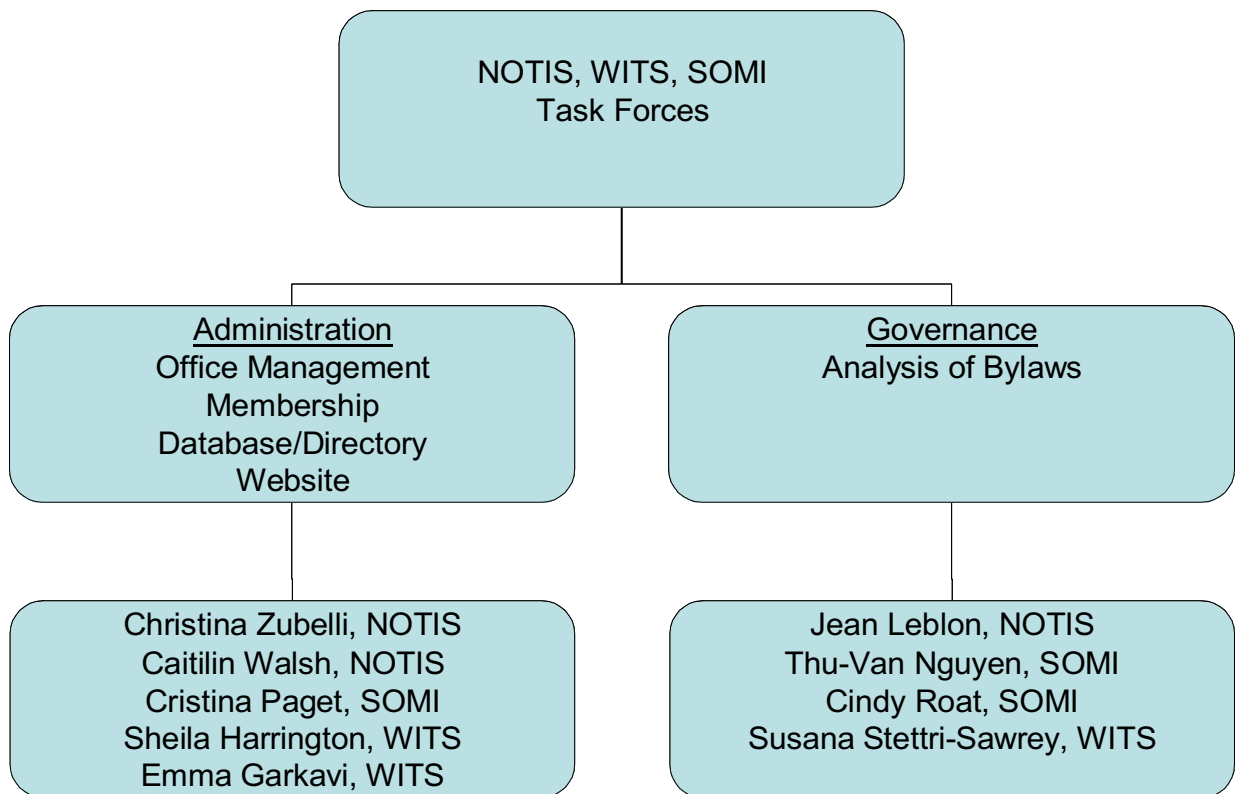 NOTIS, WITS, SOMI
Task Forces
Administration
Office Management
Membership
Database/Directory
Website
Governance
Analysis of Bylaws
Christina Zubelli, NOTIS
Caitilin Walsh, NOTIS
Cristina Paget, SOMI
Sheila Harrington, WITS
Emma Garkavi, WITS
Jean Leblon, NOTIS
Thu-Van Nguyen, SOMI
Cindy Roat, SOMI
Susana Stettri-Sawrey, WITS